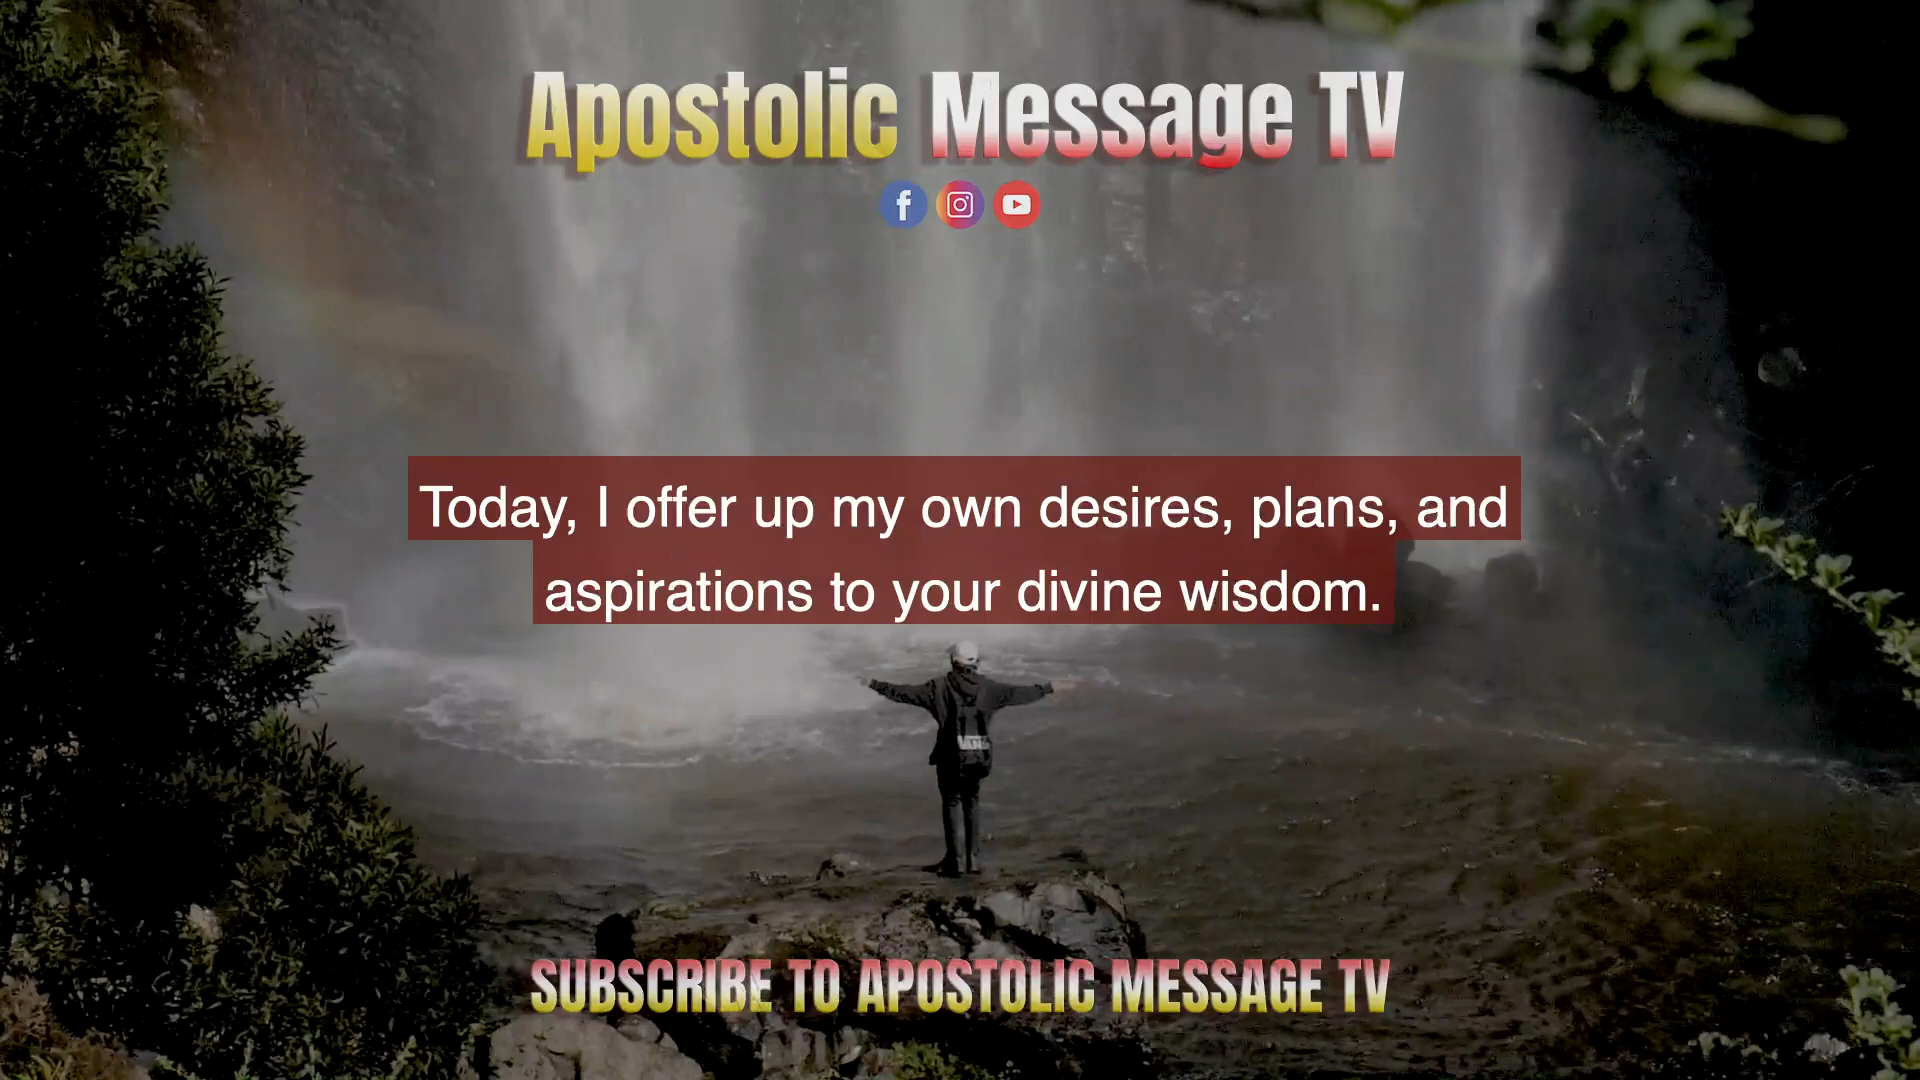 Apostolic Message TV
Today, I offer up my own desires, plans, and
aspirations to your divine wisdom.
VANS
SUBSCRIBE TO APOSTOLIC MESSAGE TV